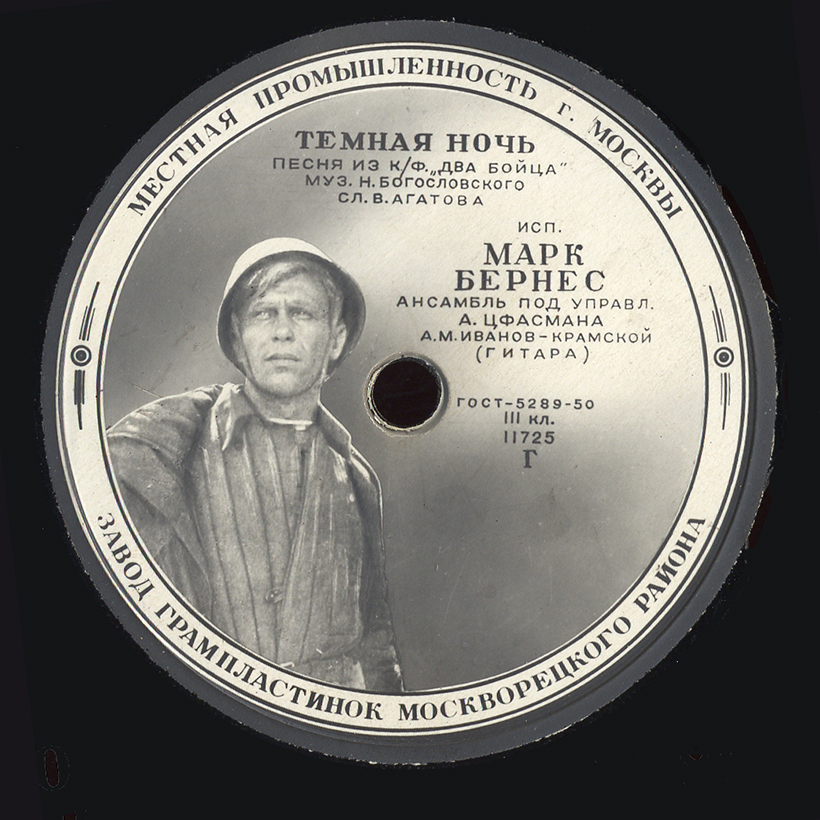 МЕСТНАЯ ПРОМЫШЛЕННОСТЬ г. МОСКВЫ
ТЕМНАЯ НОЧЬ
ПЕСНЯ ИЗ К/Ф. „ДВА БОЙЦА"
МУЗ. Н. БОГОСЛОВСКОГО
СЛ. В. АГАТОВА
ИСП.
МАРК
БЕРНЕС
АНСАМБЛЬ ПОД УПРАВЛ.
А. ЦФАСМАНА
А.М. ИВАНОВ-КРАМСКОЙ
(ГИТАРА)
ГОСТ-5289-50
III кл.
11725
Г
ЗАВОД ГРАМПЛАСТИНОК МОСКВОРЕЦКОГО РАЙОНА